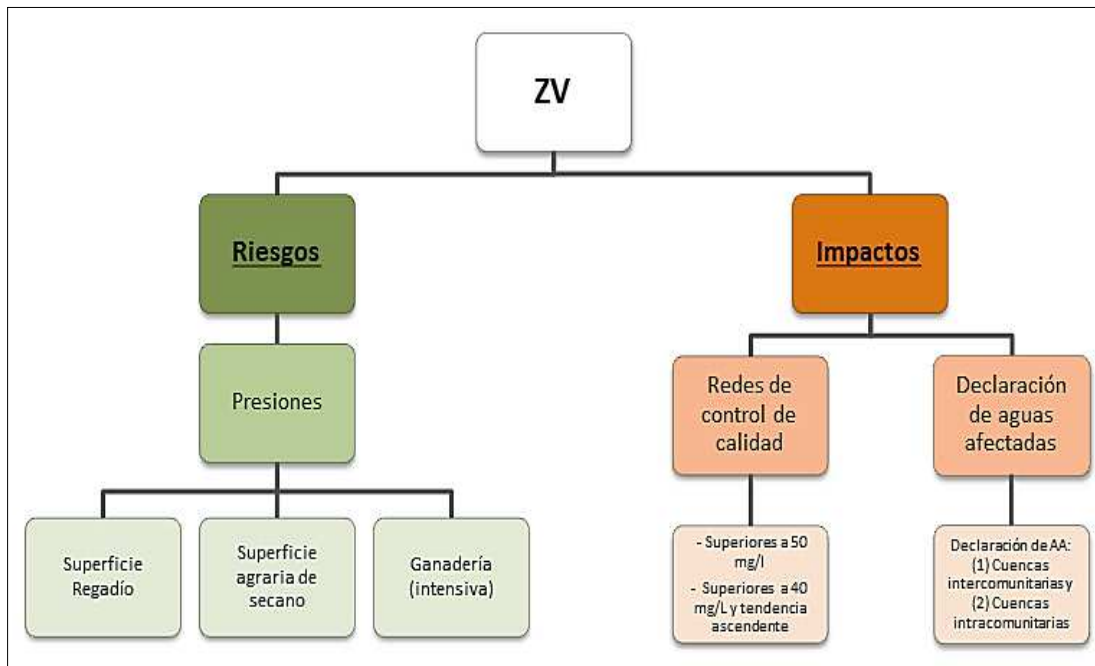 ZV
Riesgos
Impactos
Presiones
Redes de
control de
calidad
Declaración
de aguas
afectadas
Superficie
Regadío
Superficie
agraria de
secano
Ganadería
(intensiva)
- Superiores a 50
mg/l
- Superiores a 40
mg/L y tendencia
ascendente
Declaración de AA:
(1) Cuencas
intercomunitarias y
(2) Cuencas
intracomunitarias